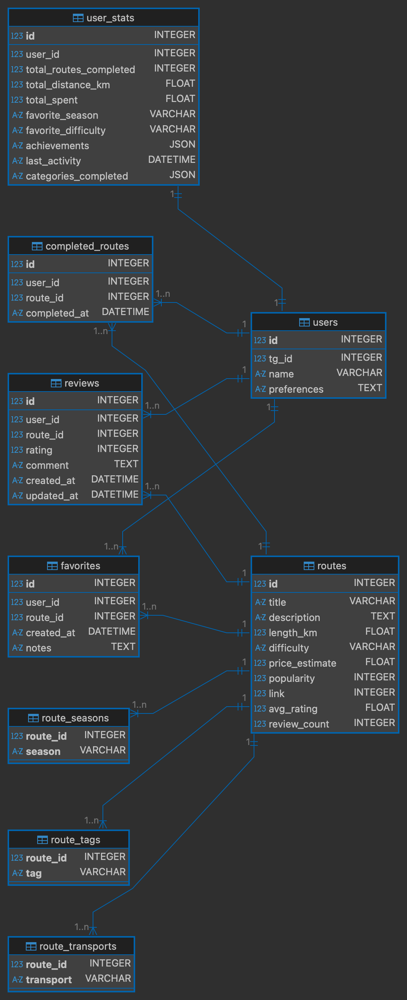 user_stats
123 id INTEGER
123 user_id INTEGER
123 total_routes_completed INTEGER
123 total_distance_km FLOAT
123 total_spent FLOAT
A-Z favorite_season VARCHAR
A-Z favorite_difficulty VARCHAR
A-Z achievements JSON
A-Z last_activity DATETIME
A-Z categories_completed JSON
1
completed_routes
123 id INTEGER
123 user_id INTEGER
123 route_id INTEGER
A-Z completed_at DATETIME
1..n
1..n
1
1
users
123 id INTEGER
123 tg_id INTEGER
A-Z name VARCHAR
A-Z preferences TEXT
1
1
reviews
123 id INTEGER
123 user_id INTEGER
123 route_id INTEGER
123 rating INTEGER
A-Z comment TEXT
A-Z created_at DATETIME
A-Z updated_at DATETIME
1..n
1..n
1..n
favorites
123 id INTEGER
123 user_id INTEGER
123 route_id INTEGER
A-Z created_at DATETIME
A-Z notes TEXT
1..n
1
routes
123 id INTEGER
A-Z title VARCHAR
A-Z description TEXT
123 length_km FLOAT
A-Z difficulty VARCHAR
123 price_estimate FLOAT
123 popularity INTEGER
123 link INTEGER
123 avg_rating FLOAT
123 review_count INTEGER
1
1
1
1
1
1..n
route_seasons
123 route_id INTEGER
A-Z season VARCHAR
1..n
route_tags
123 route_id INTEGER
A-Z tag VARCHAR
1..n
route_transports
123 route_id INTEGER
A-Z transport VARCHAR